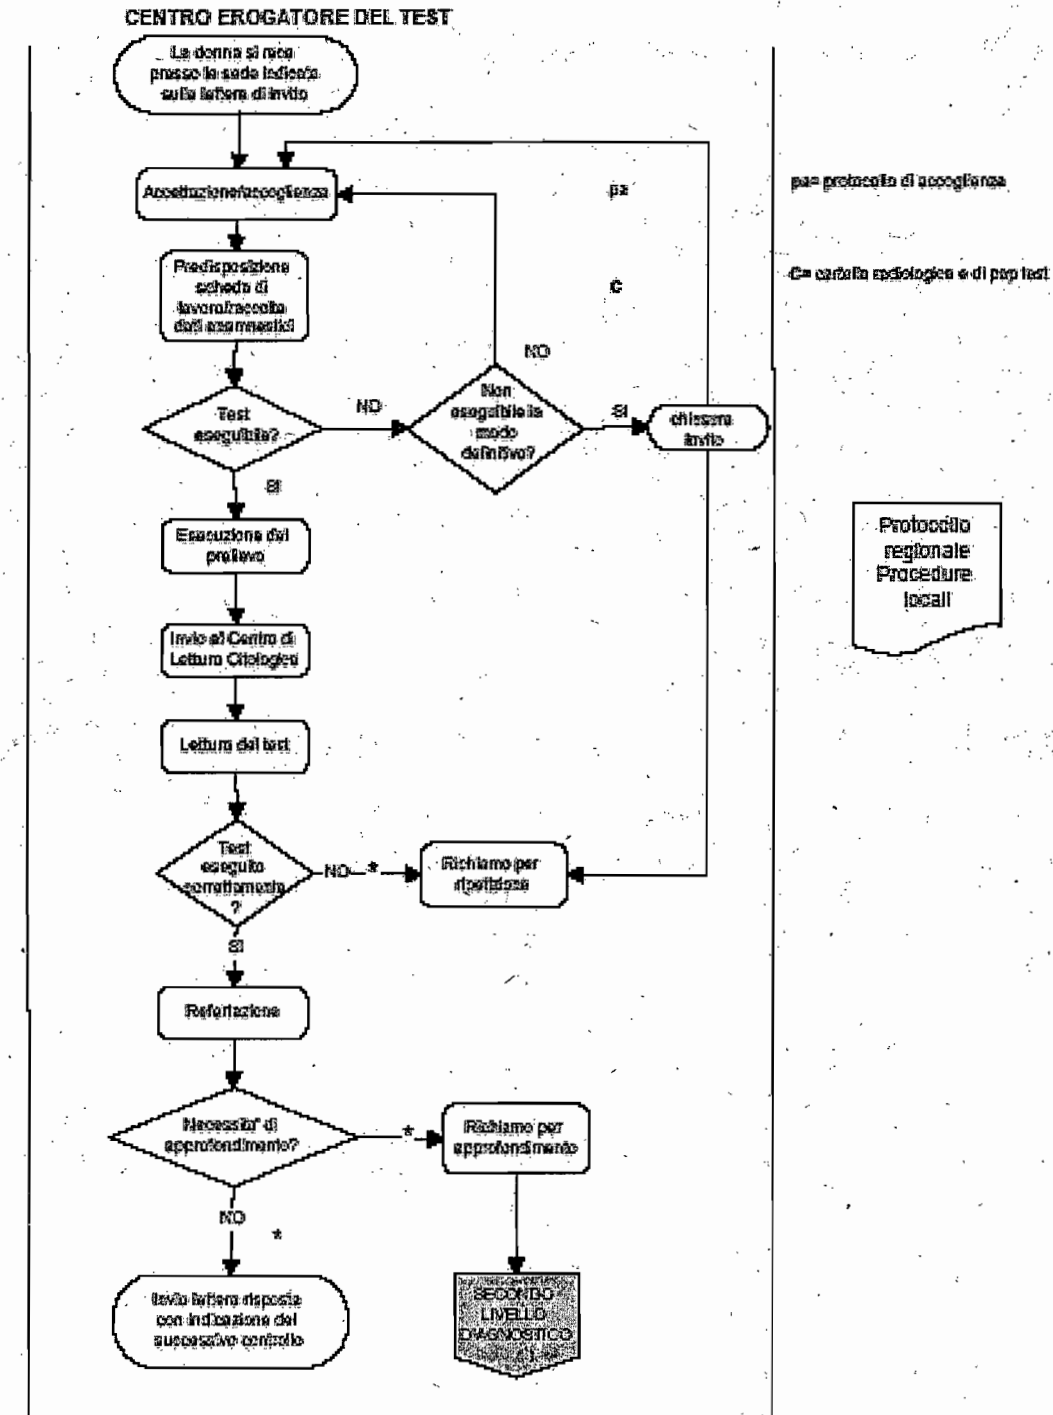 CENTRO EROGATORE DEL TEST
La donna si reca
presso la sede indicata
sulla lettera di invito
Accettazione/accoglienza
pa
pa= protocollo di accoglienza
Predisposizione
scheda di
lavoro/raccolta
dati anamnestici
C
C= cartella radiologica o di pap test
NO
Test
eseguibile?
NO
Non
eseguibile in
modo
definitivo?
SI
chiusura
invito
SI
Esecuzione del
prelievo
Protocollo
regionale
Procedure
locali
Invio al Centro di
Lettura Citologica
Lettura del test
Test
eseguito
correttamente
?
NO
*
Richiamo per
ripetizione
SI
Refertazione
Necessita' di
approfondimento?
*
Richiamo per
approfondimento
NO
*
Invio lettera risposta
con indicazione del
successivo controllo
SECONDO
LIVELLO
DIAGNOSTICO